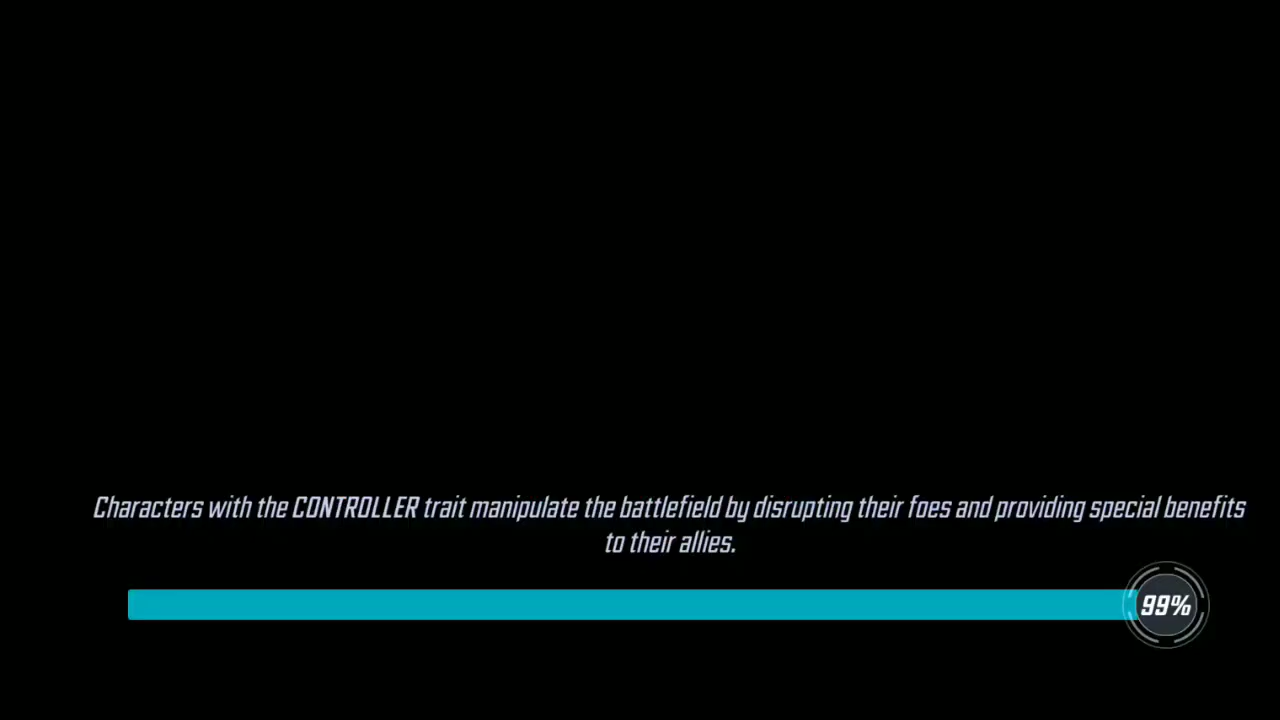 Characters with the CONTROLLER trait manipulate the battlefield by disrupting their foes and providing special benefits
to their allies.
99%